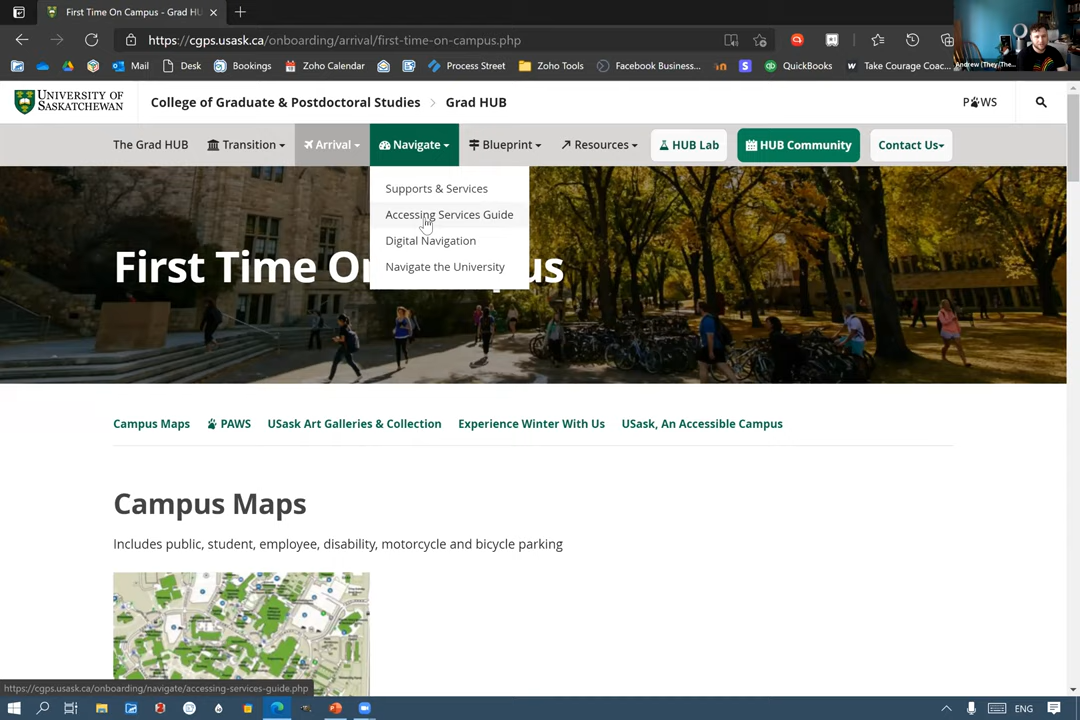 First Time On Campus - Grad HU
https://cgps.usask.ca/onboarding/arrival/first-time-on-campus.php
Mail
Desk
Bookings
Zoho Calendar
Process Street
Zoho Tools
Facebook Business...
QuickBooks
Take Courage Coac...
Andrew (They/The...
UNIVERSITY OF
SASKATCHEWAN
College of Graduate & Postdoctoral Studies > Grad HUB
PAWS
The Grad HUB
Transition
Arrival
Navigate
Blueprint
Resources
HUB Lab
HUB Community
Contact Us
Supports & Services
Accessing Services Guide
Digital Navigation
Navigate the University
First Time O us
Campus Maps
PAWS
USask Art Galleries & Collection
Experience Winter With Us
USask, An Accessible Campus
Campus Maps
Includes public, student, employee, disability, motorcycle and bicycle parking
https://cgps.usask.ca/onboarding/navigate/accessing-services-guide.php
ENG